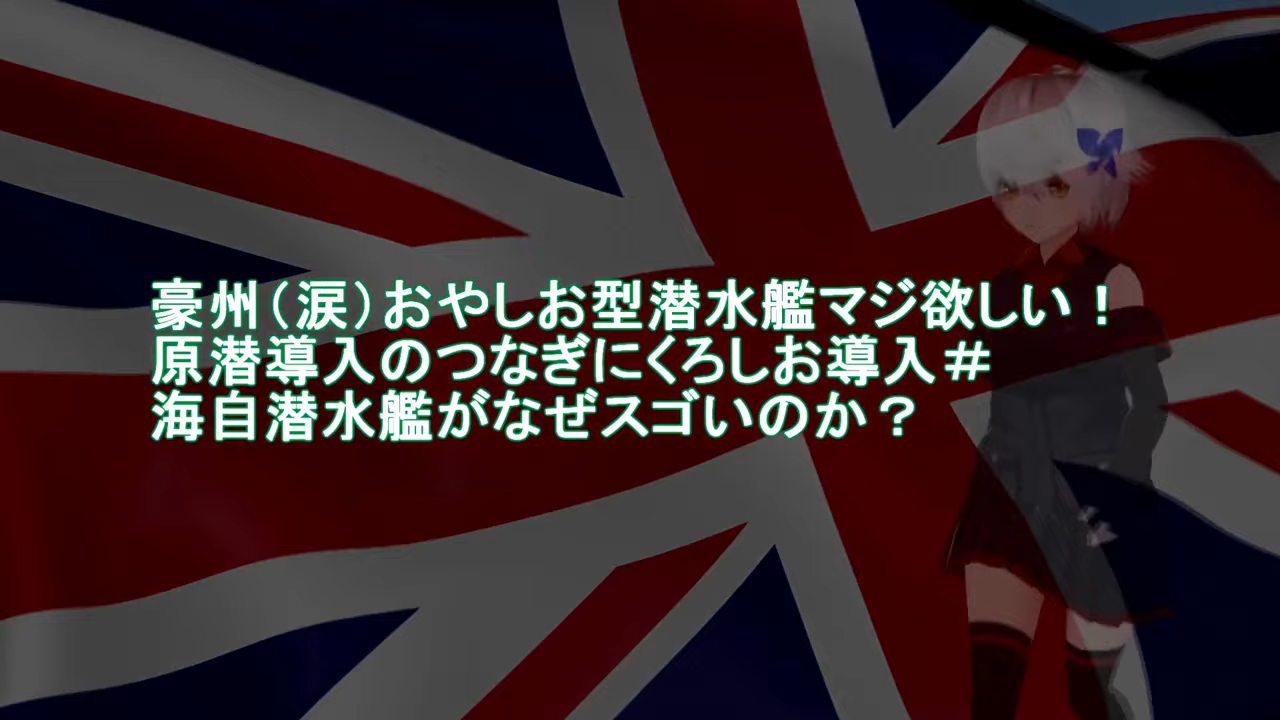 豪州（涙）おやしお型潜水艦マジ欲しい！
原潜導入のつなぎにくろしお導入＃
海自潜水艦がなぜスゴいのか？